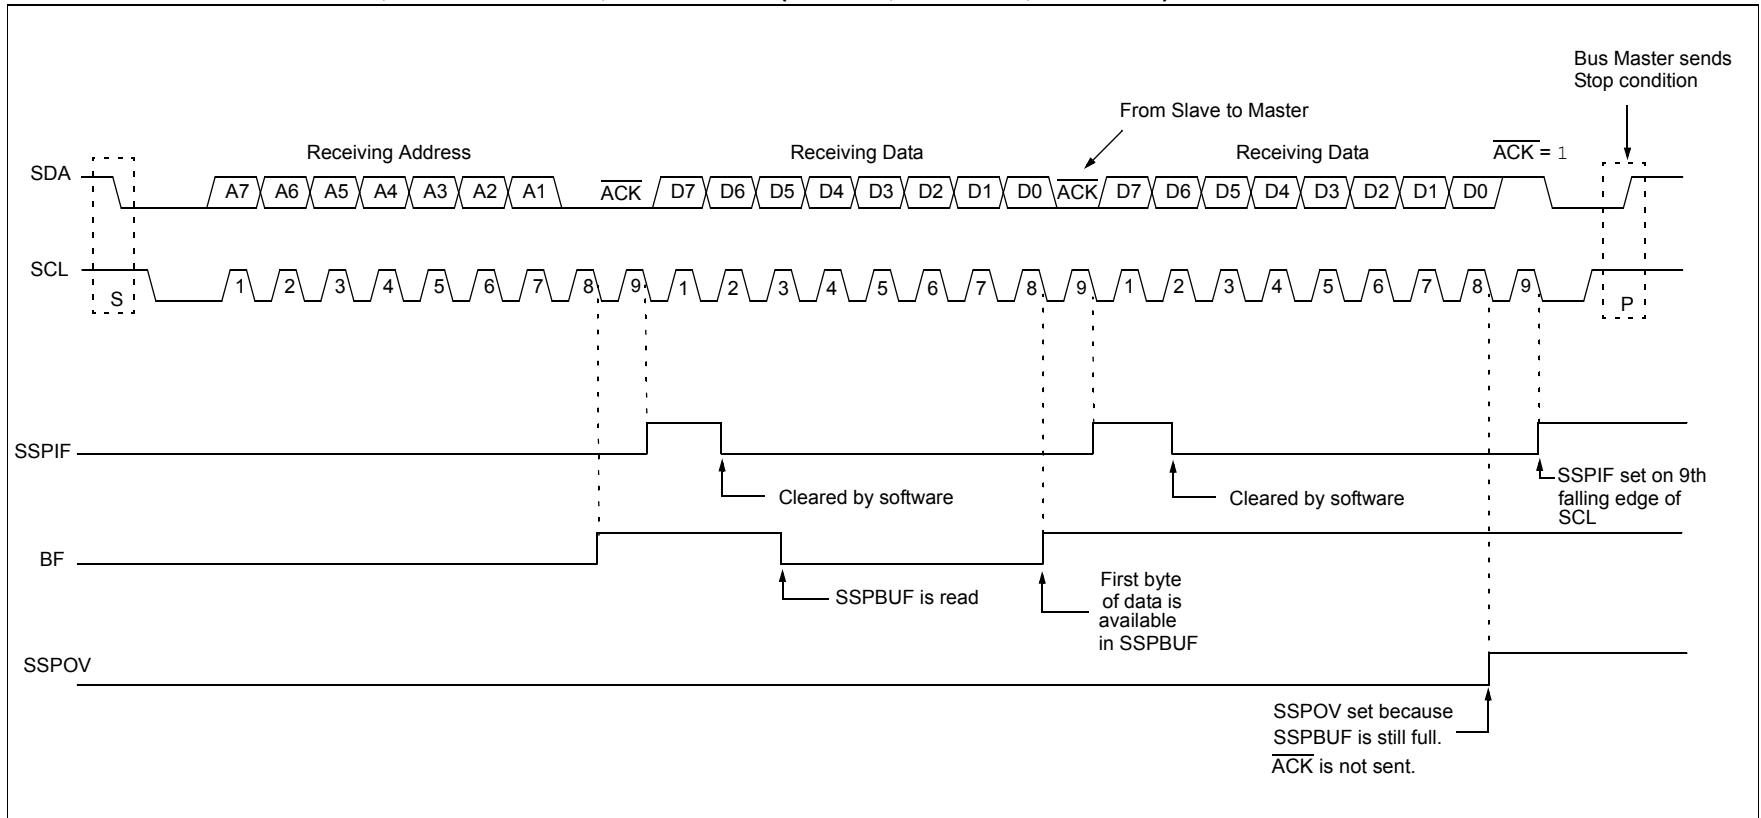 Bus Master sends
Stop condition
From Slave to Master
Receiving Address
Receiving Data
Receiving Data
ACK = 1
SDA
A7 A6 A5 A4 A3 A2 A1 ACK D7 D6 D5 D4 D3 D2 D1 D0 ACK D7 D6 D5 D4 D3 D2 D1 D0
SCL
S
1 2 3 4 5 6 7 8 9 1 2 3 4 5 6 7 8 9 1 2 3 4 5 6 7 8 9
P
SSPIF
Cleared by software
Cleared by software
SSPIF set on 9th
falling edge of
SCL
BF
SSPBUF is read
First byte
of data is
available
in SSPBUF
SSPOV
SSPOV set because
SSPBUF is still full.
ACK is not sent.